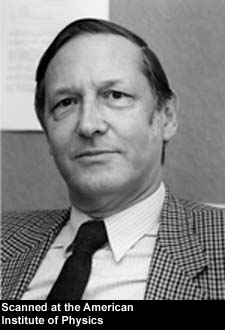 Scanned at the American
Institute of Physics